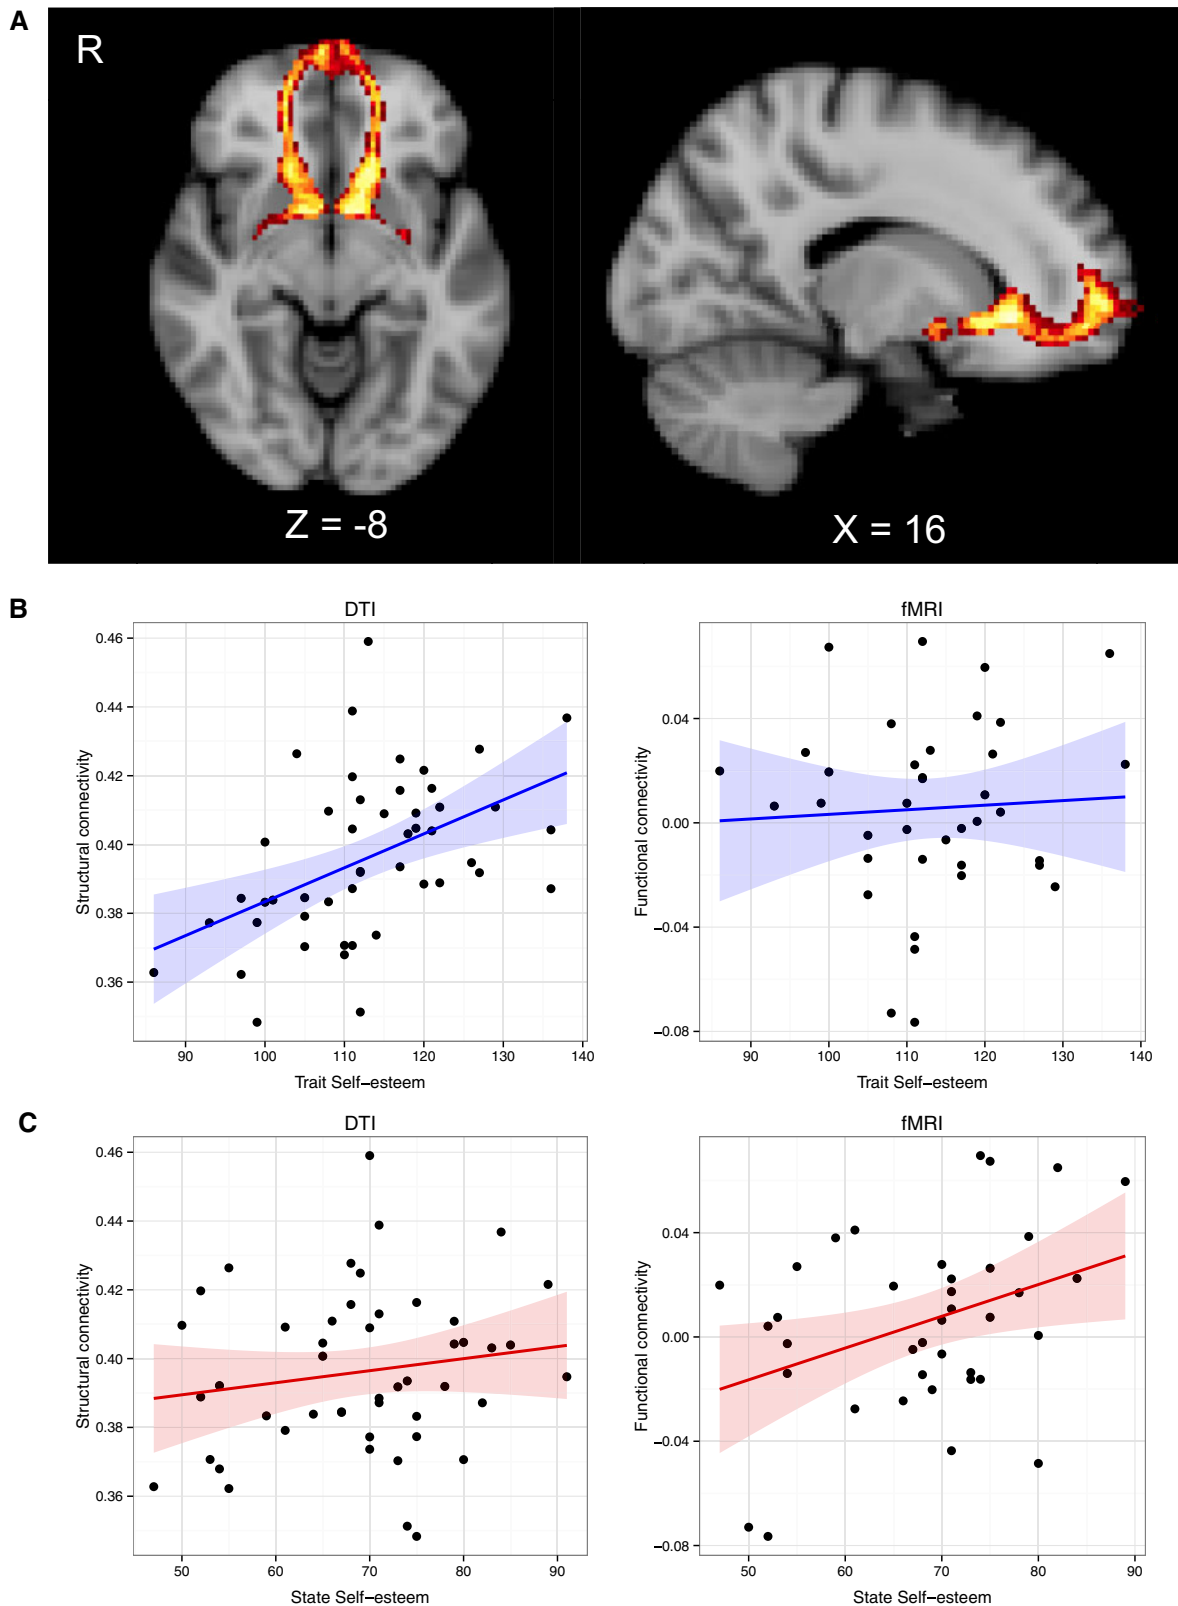 A
R
Z = -8
X = 16
B
DTI
fMRI
Structural connectivity
0.46
0.44
0.42
0.40
0.38
0.36
90 100 110 120 130 140
Trait Self−esteem
Functional connectivity
0.04
0.00
−0.04
−0.08
90 100 110 120 130 140
Trait Self−esteem
C
DTI
fMRI
Structural connectivity
0.46
0.44
0.42
0.40
0.38
0.36
50 60 70 80 90
State Self−esteem
Functional connectivity
0.04
0.00
−0.04
−0.08
50 60 70 80 90
State Self−esteem